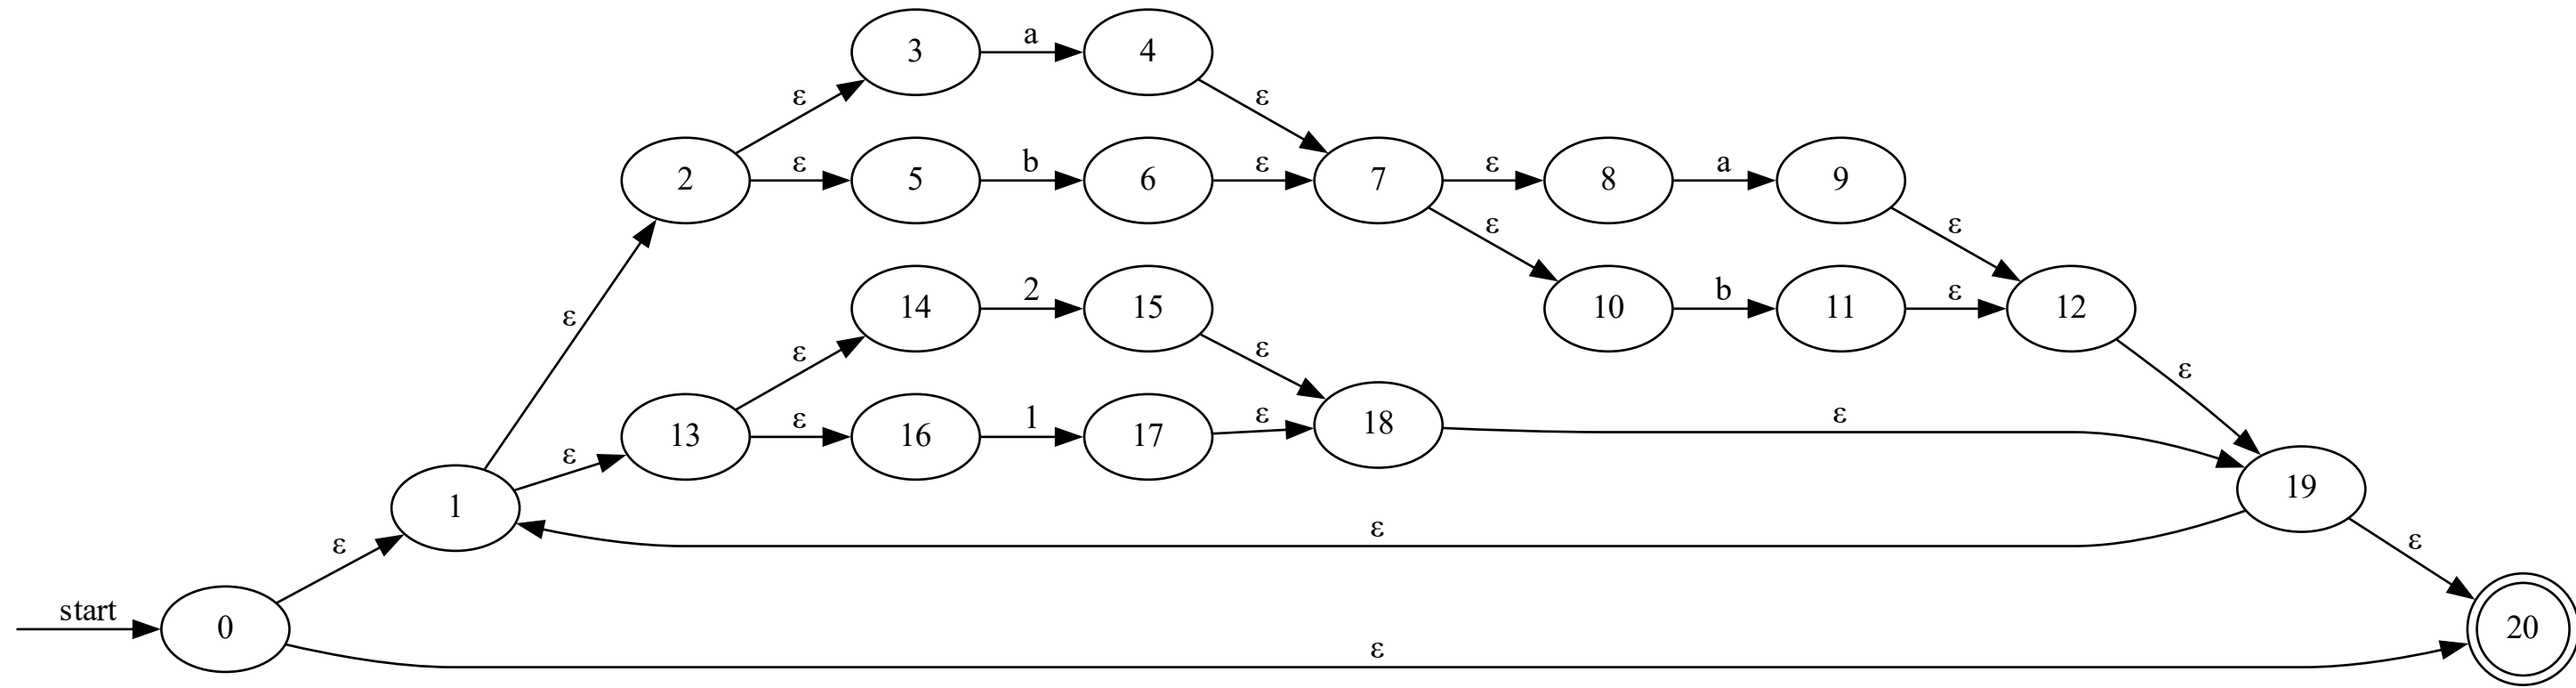 3 a 4
ε ε
2 ε 5 b 6 ε 7 ε 8 a 9
ε ε
14 2 15 10 b 11 ε 12
ε
ε ε ε
13 ε 16 1 17 ε 18 ε
ε
1 19
ε
ε ε
start 0 20
ε